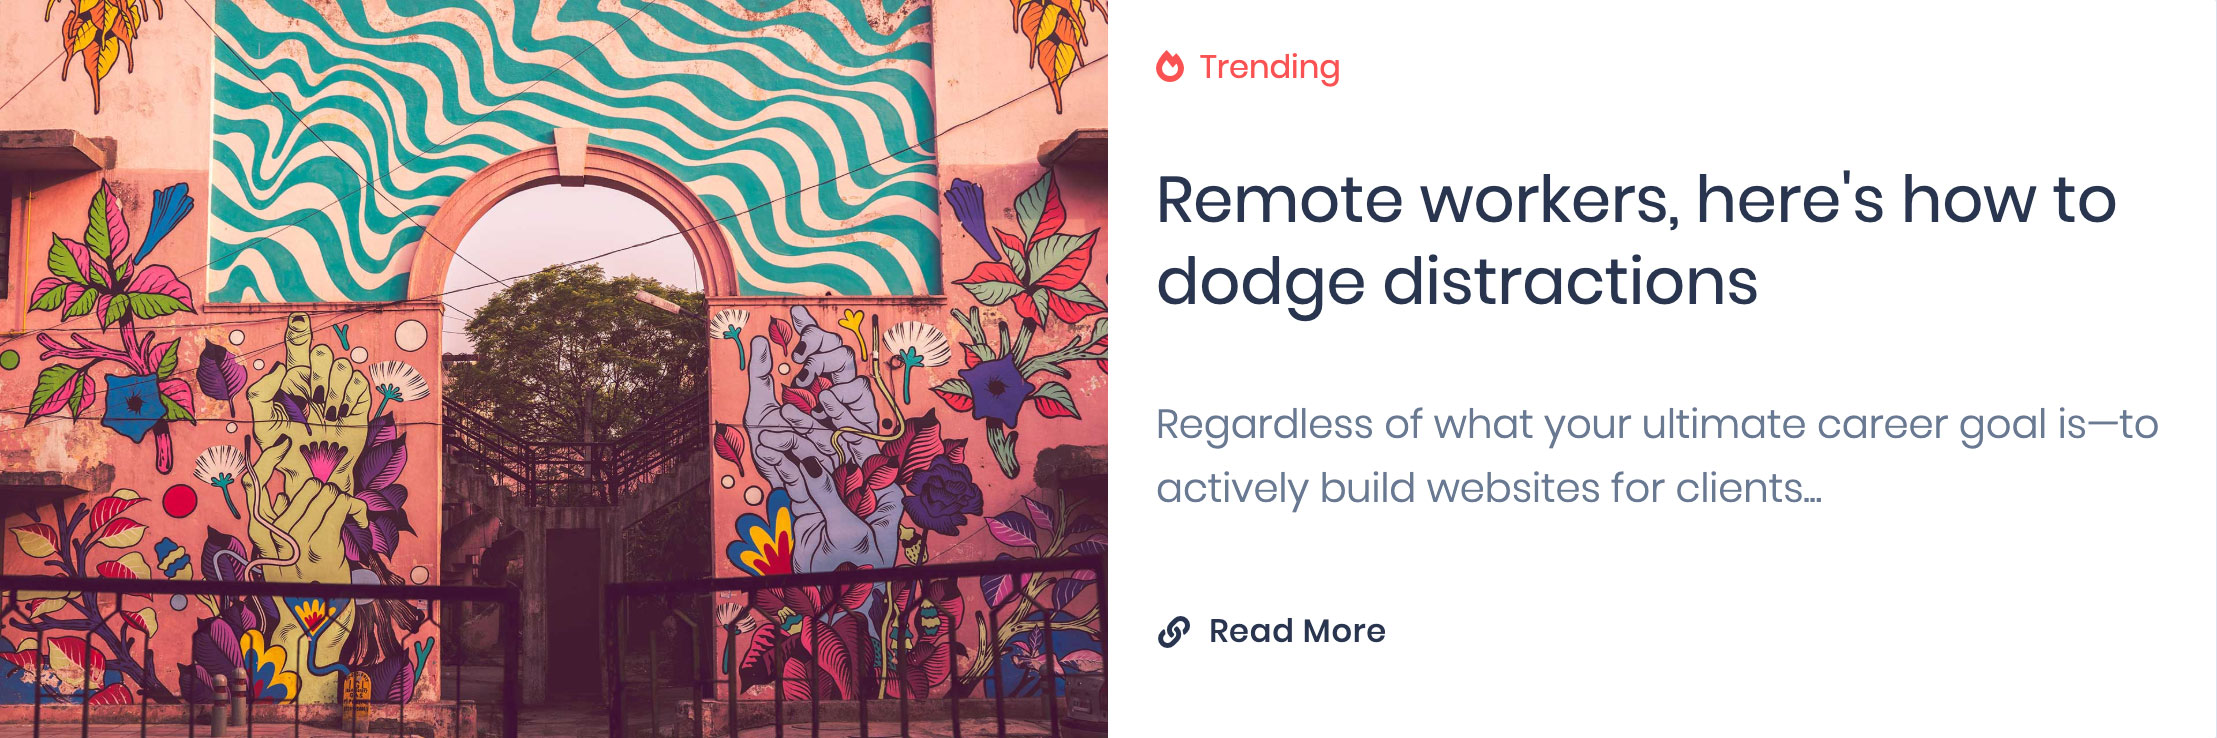 Trending
Remote workers, here's how to
dodge distractions
Regardless of what your ultimate career goal is—to
actively build websites for clients...
Read More